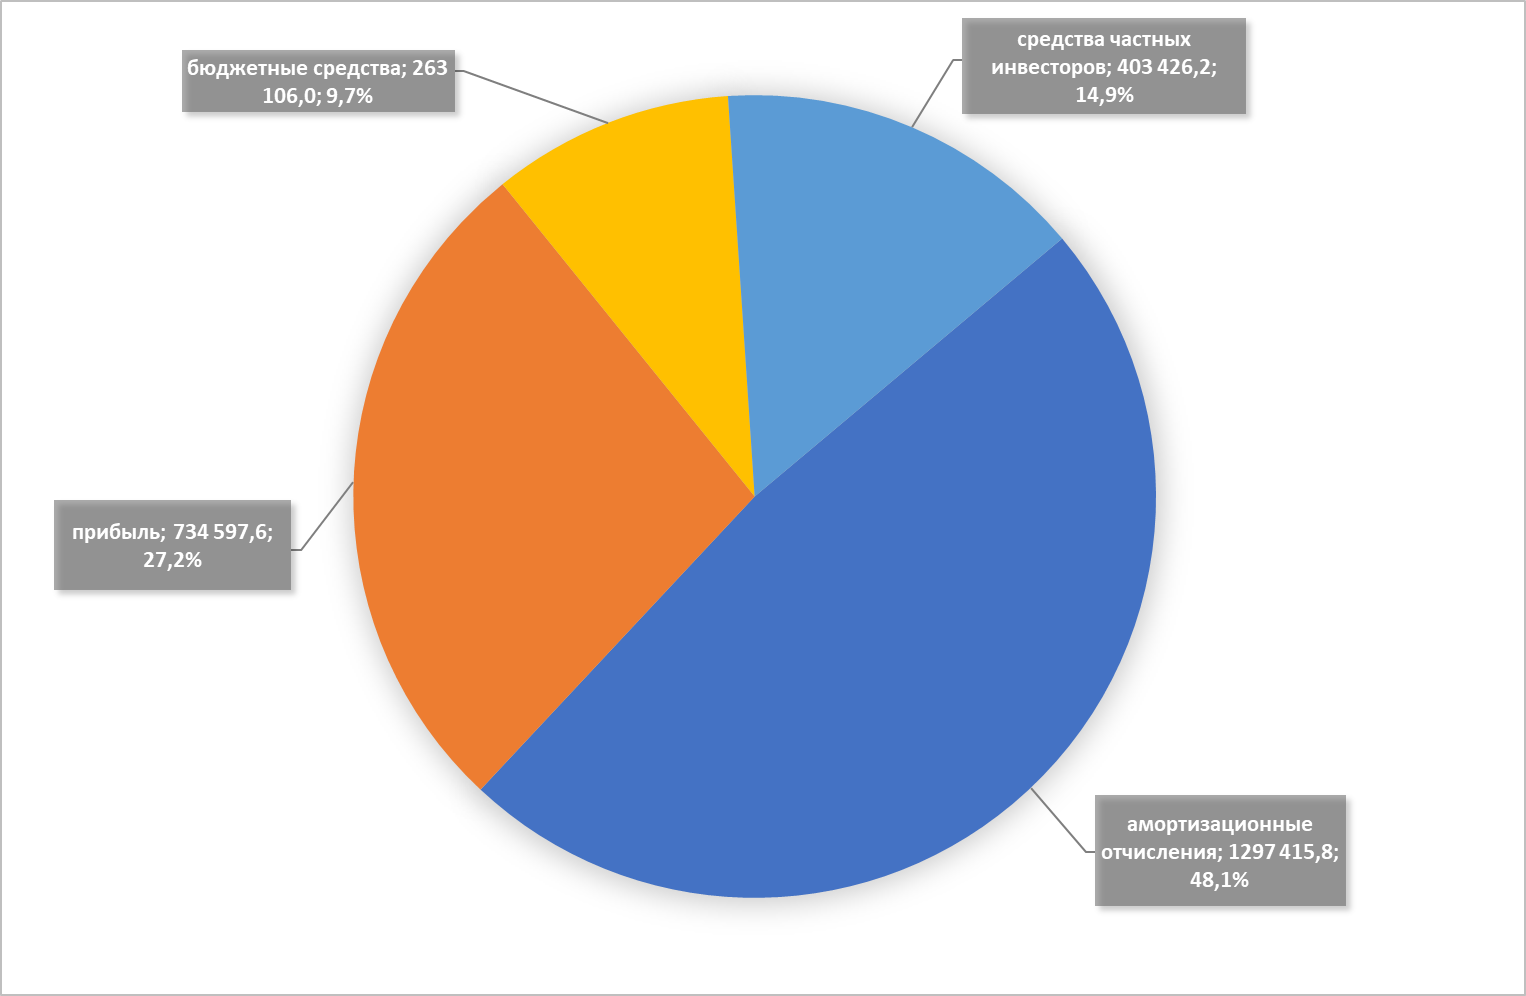 бюджетные средства; 263
106,0; 9,7%
средства частных
инвесторов; 403 426,2;
14,9%
прибыль; 734 597,6;
27,2%
амортизационные
отчисления; 1297 415,8;
48,1%